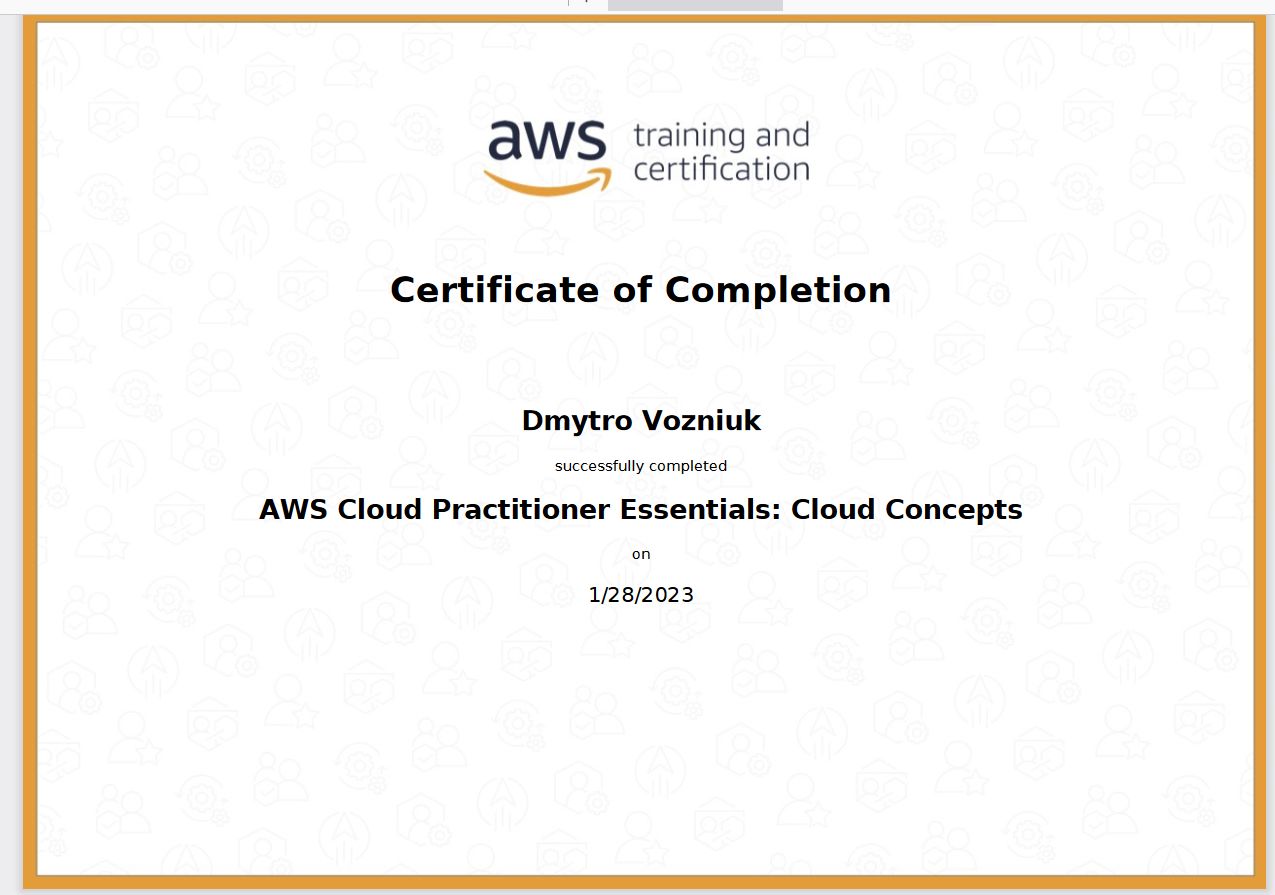 aws training and
certification
Certificate of Completion
Dmytro Vozniuk
successfully completed
AWS Cloud Practitioner Essentials: Cloud Concepts
on
1/28/2023